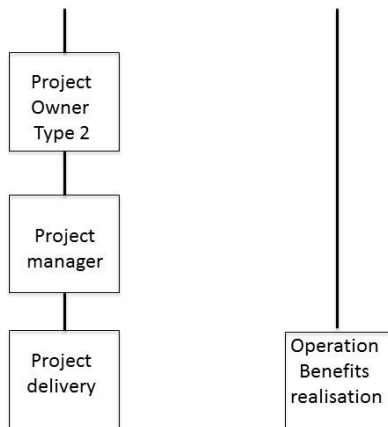 Project
Owner
Type 2
Project
manager
Project
delivery
Operation
Benefits
realisation